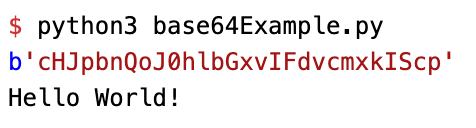 $ python3 base64Example.py
b'cHJpbnQoJ0hlbGxvIFdvcmxkIScp'
Hello World!